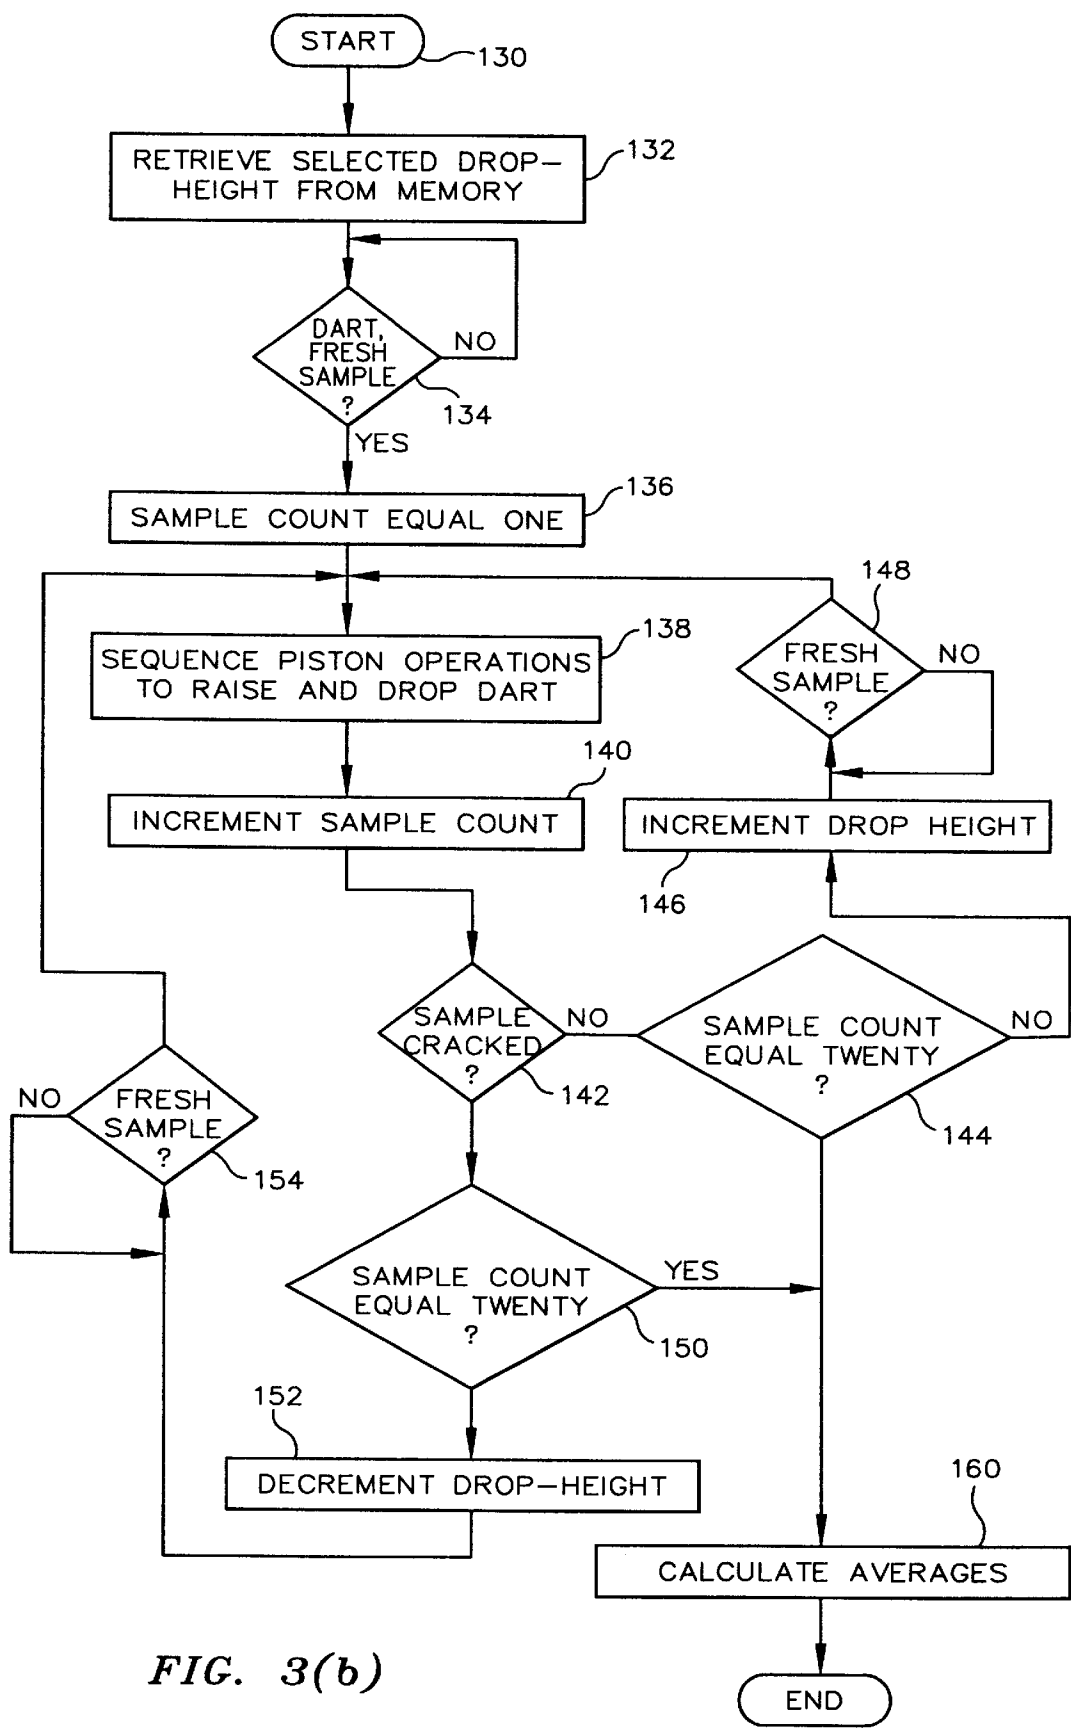 START
130
RETRIEVE SELECTED DROP-
HEIGHT FROM MEMORY
132
DART,
FRESH
SAMPLE
?
NO
134
YES
136
SAMPLE COUNT EQUAL ONE
148
138
SEQUENCE PISTON OPERATIONS
TO RAISE AND DROP DART
FRESH
SAMPLE
?
NO
140
INCREMENT SAMPLE COUNT
INCREMENT DROP HEIGHT
146
SAMPLE
CRACKED
?
NO
142
SAMPLE COUNT
EQUAL TWENTY
?
NO
144
NO
FRESH
SAMPLE
?
154
SAMPLE COUNT
EQUAL TWENTY
?
YES
150
152
DECREMENT DROP-HEIGHT
160
CALCULATE AVERAGES
END
FIG. 3(b)